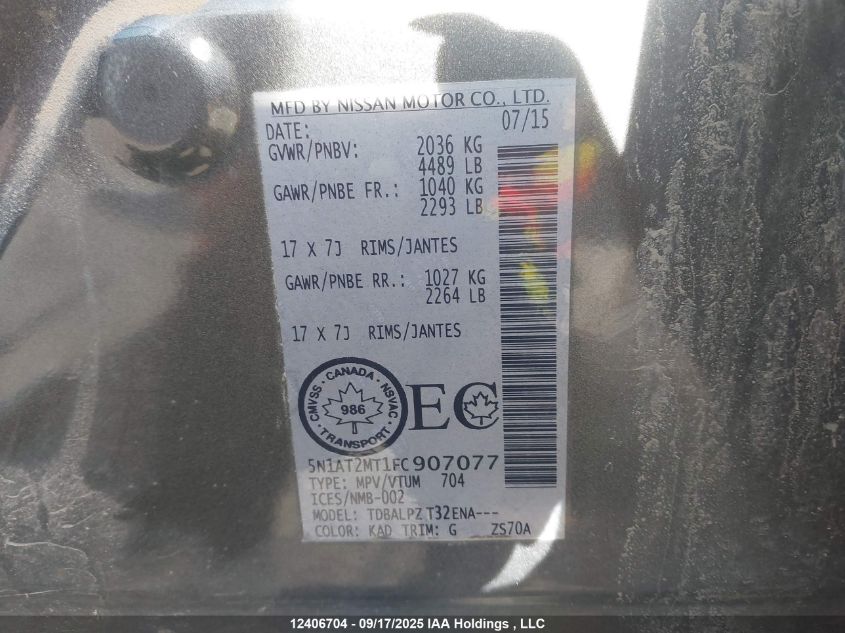 MFD BY NISSAN MOTOR CO., LTD.
DATE: 07/15
GVWR/PNBV: 2036 KG
4489 LB
GAWR/PNBE FR.: 1040 KG
2293 LB
17 X 7J RIMS/JANTES
GAWR/PNBE RR.: 1027 KG
2264 LB
17 X 7J RIMS/JANTES
CMVSS · CANADA · NSVAC
986
TRANSPORT
EC
5N1AT2MT1FC907077
TYPE: MPV/VTUM 704
ICES/NMB-002
MODEL: TDBALPZ T32ENA---
COLOR: KAD TRIM: G ZS70A
12406704 - 09/17/2025 IAA Holdings , LLC